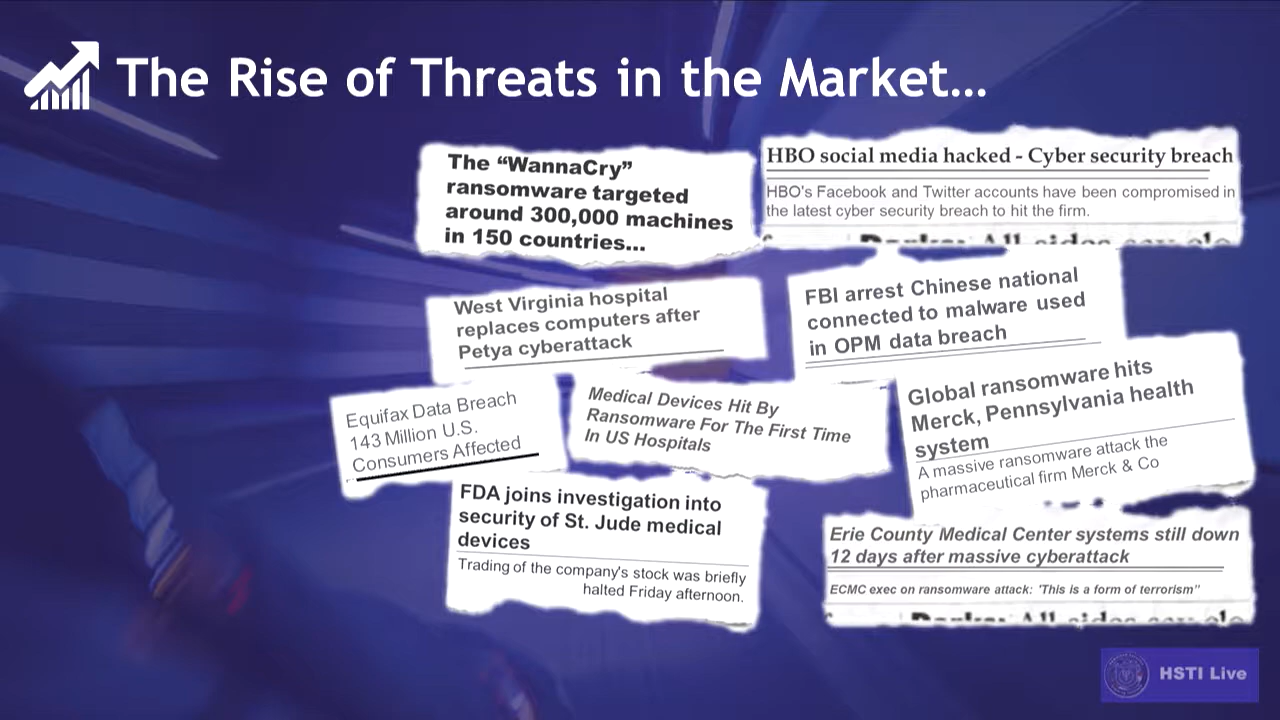 The Rise of Threats in the Market…
The “WannaCry”
ransomware targeted
around 300,000 machines
in 150 countries...
HBO social media hacked - Cyber security breach
HBO's Facebook and Twitter accounts have been compromised in
the latest cyber security breach to hit the firm.
West Virginia hospital
replaces computers after
Petya cyberattack
FBI arrest Chinese national
connected to malware used
in OPM data breach
Equifax Data Breach
143 Million U.S.
Consumers Affected
Medical Devices Hit By
Ransomware For The First Time
In US Hospitals
Global ransomware hits
Merck, Pennsylvania health
system
A massive ransomware attack the
pharmaceutical firm Merck & Co
FDA joins investigation into
security of St. Jude medical
devices
Trading of the company's stock was briefly
halted Friday afternoon.
Erie County Medical Center systems still down
12 days after massive cyberattack
ECMC exec on ransomware attack: 'This is a form of terrorism"
HSTI Live